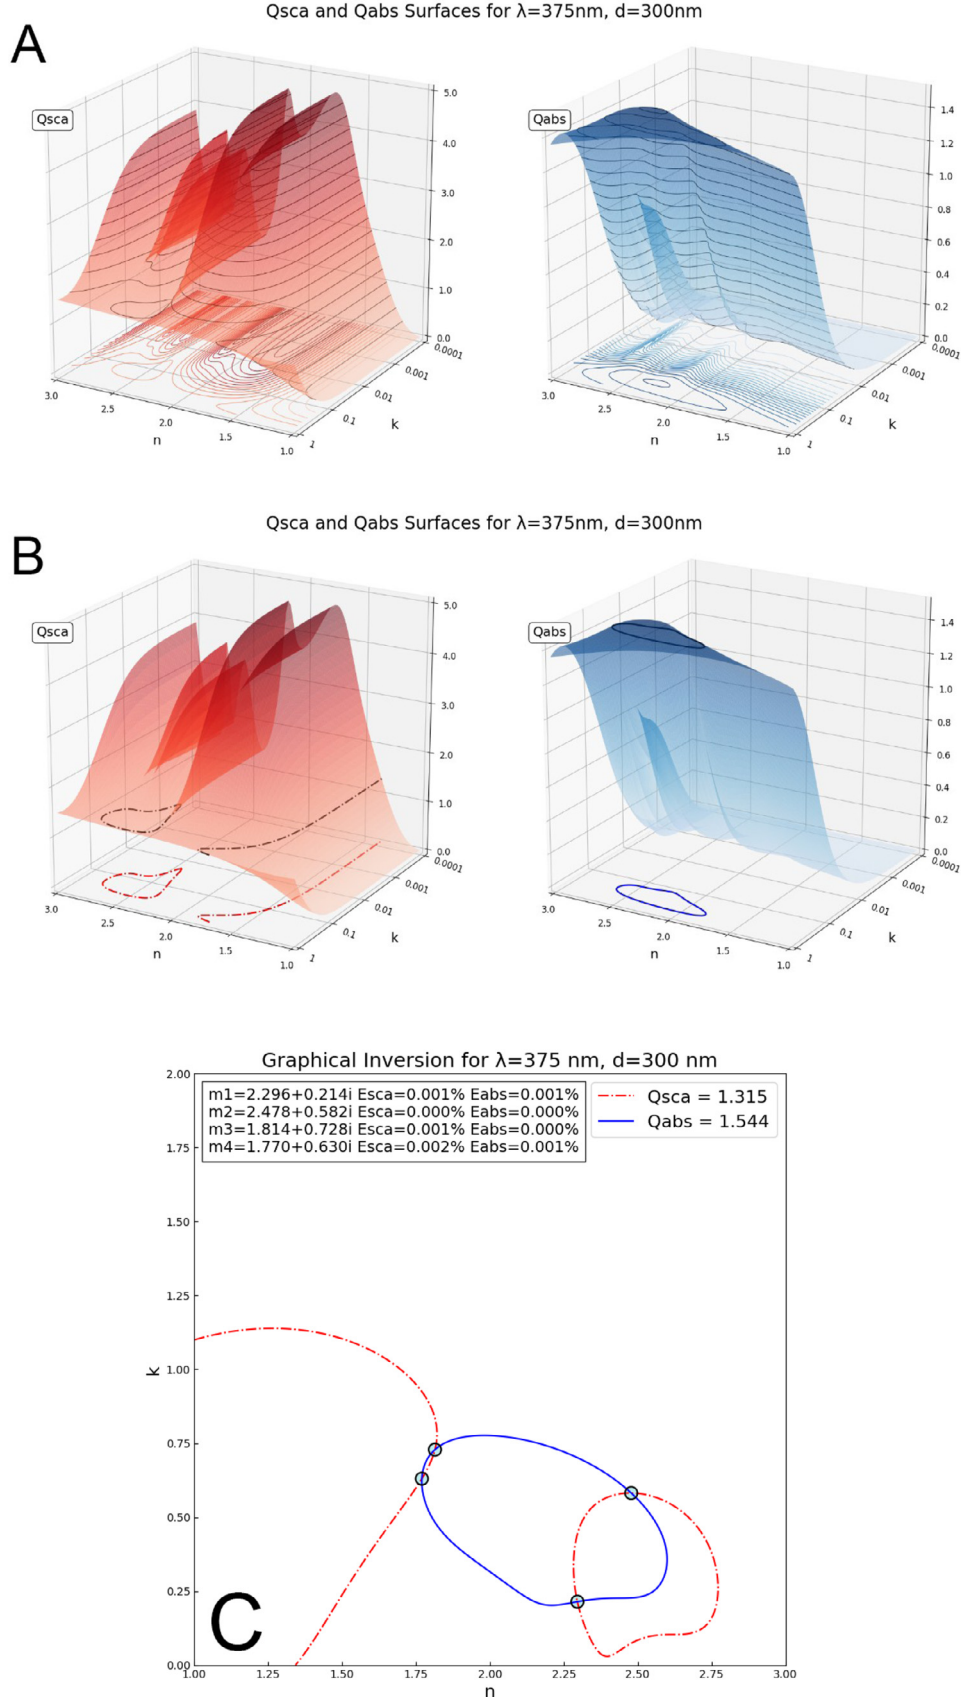 Qsca and Qabs Surfaces for λ=375nm, d=300nm
A
Qsca
5.0
4.0
3.0
2.0
1.0
0.0
0.0001
0.001
0.01
0.1
1
k
3.0
2.5
2.0
1.5
1.0
n
Qabs
1.4
1.2
1.0
0.8
0.6
0.4
0.2
0.0
0.0001
0.001
0.01
0.1
1
k
3.0
2.5
2.0
1.5
1.0
n
Qsca and Qabs Surfaces for λ=375nm, d=300nm
B
Qsca
5.0
4.0
3.0
2.0
1.0
0.0
0.0001
0.001
0.01
0.1
1
k
3.0
2.5
2.0
1.5
1.0
n
Qabs
1.4
1.2
1.0
0.8
0.6
0.4
0.2
0.0
0.0001
0.001
0.01
0.1
1
k
3.0
2.5
2.0
1.5
1.0
n
Graphical Inversion for λ=375 nm, d=300 nm
m1=2.296+0.214i Esca=0.001% Eabs=0.001%
m2=2.478+0.582i Esca=0.000% Eabs=0.000%
m3=1.814+0.728i Esca=0.001% Eabs=0.000%
m4=1.770+0.630i Esca=0.002% Eabs=0.001%
Qsca = 1.315
Qabs = 1.544
2.00
1.75
1.50
1.25
1.00
0.75
0.50
0.25
0.00
k
C
1.00 1.25 1.50 1.75 2.00 2.25 2.50 2.75 3.00
n